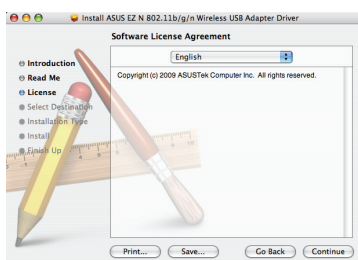 Install ASUS EZ N 802.11b/g/n Wireless USB Adapter Driver
Software License Agreement
English
Introduction
Read Me
License
Select Destination
Installation Type
Install
Finish Up
Copyright (c) 2009 ASUSTek Computer Inc. All rights reserved.
Print...
Save...
Go Back
Continue